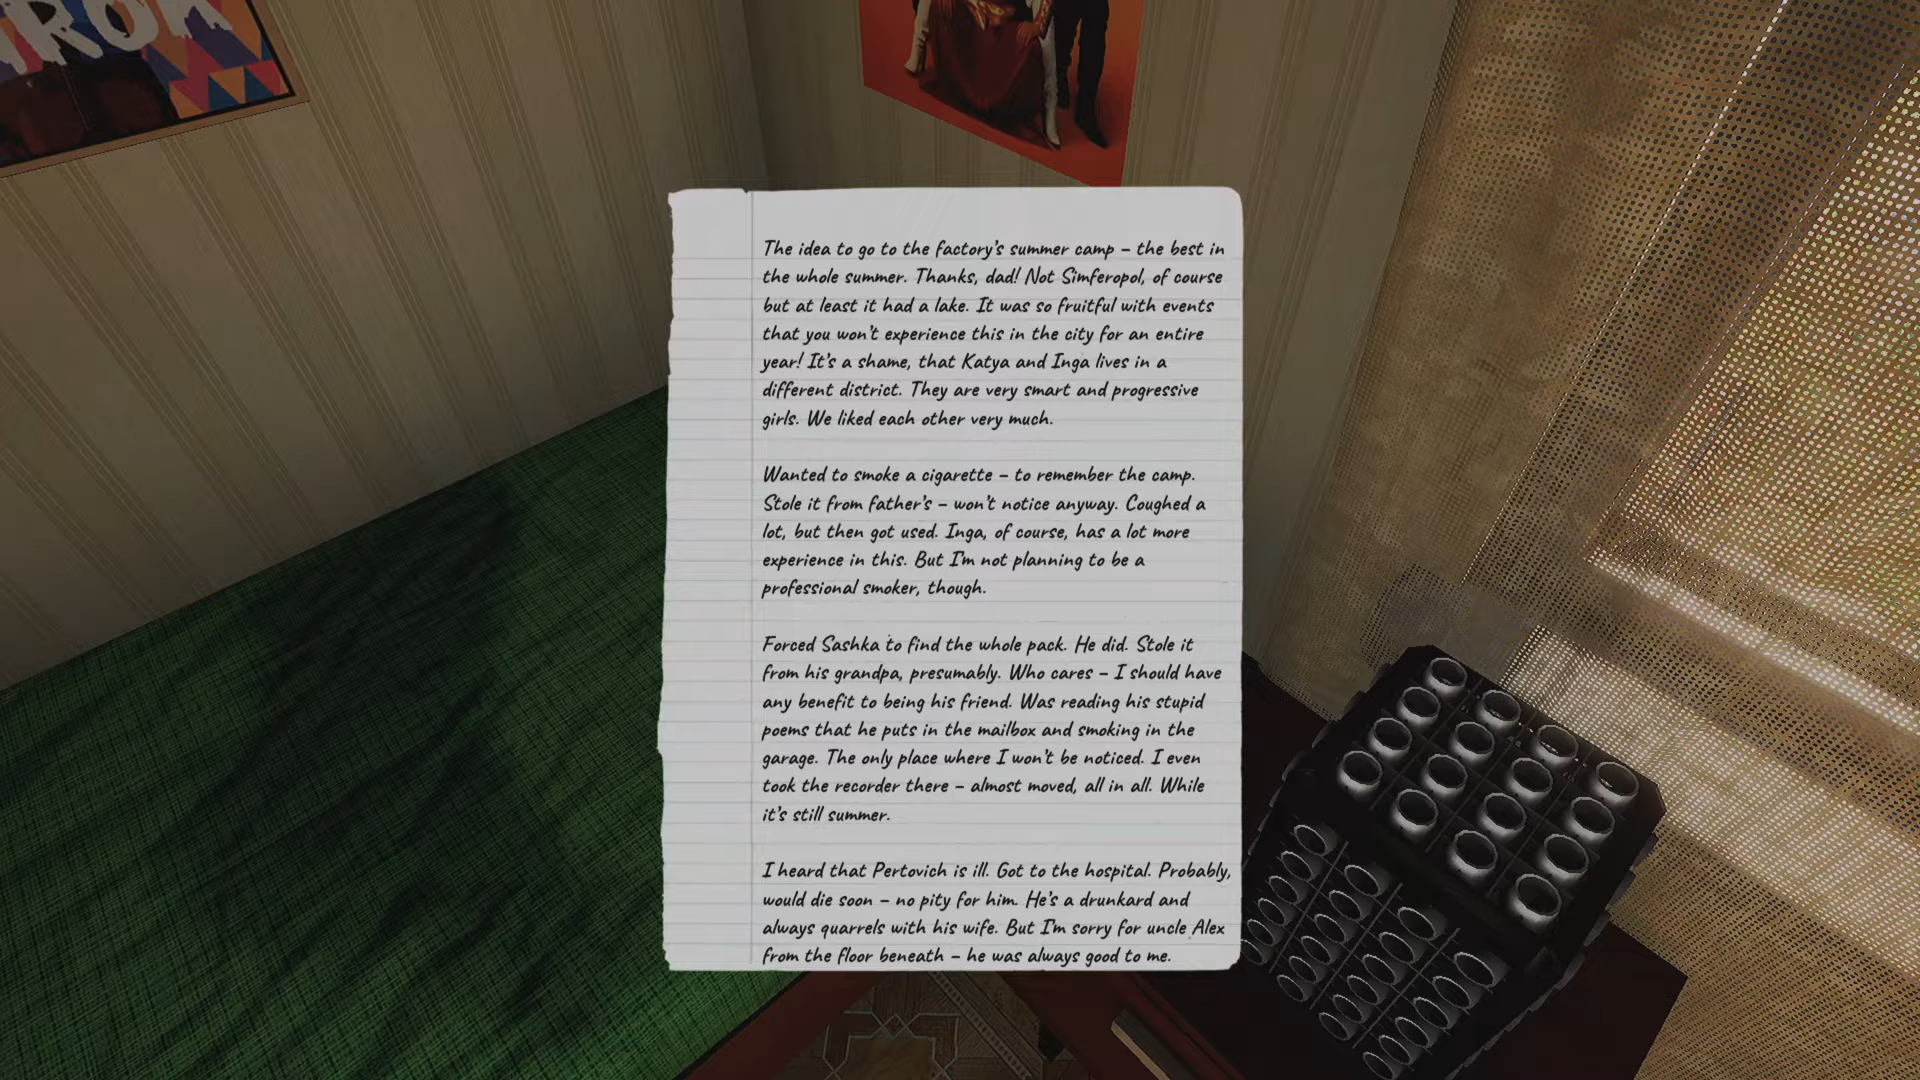 ROK
The idea to go to the factory's summer camp – the best in
the whole summer. Thanks, dad! Not Simferopol, of course
but at least it had a lake. It was so fruitful with events
that you won't experience this in the city for an entire
year! It's a shame, that Katya and Inga lives in a
different district. They are very smart and progressive
girls. We liked each other very much.
Wanted to smoke a cigarette – to remember the camp.
Stole it from father's – won't notice anyway. Coughed a
lot, but then got used. Inga, of course, has a lot more
experience in this. But I'm not planning to be a
professional smoker, though.
Forced Sashka to find the whole pack. He did. Stole it
from his grandpa, presumably. Who cares – I should have
any benefit to being his friend. Was reading his stupid
poems that he puts in the mailbox and smoking in the
garage. The only place where I won't be noticed. I even
took the recorder there – almost moved, all in all. While
it's still summer.
I heard that Pertovich is ill. Got to the hospital. Probably,
would die soon – no pity for him. He's a drunkard and
always quarrels with his wife. But I'm sorry for uncle Alex
from the floor beneath – he was always good to me.